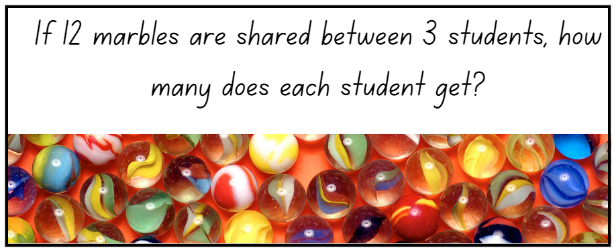 If 12 marbles are shared between 3 students, how
many does each student get?